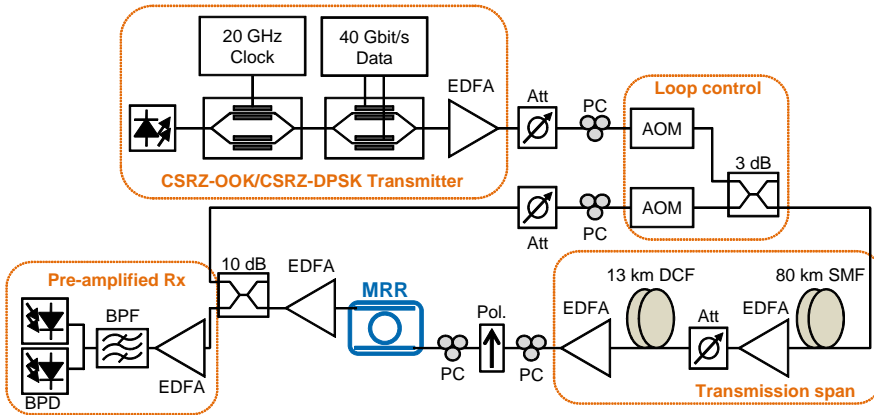 20 GHz
Clock
40 Gbit/s
Data
EDFA
CSRZ-OOK/CSRZ-DPSK Transmitter
Att
PC
Loop control
AOM
3 dB
AOM
Att
PC
Pre-amplified Rx
BPF
BPD
EDFA
10 dB
EDFA
MRR
PC
Pol.
PC
13 km DCF
80 km SMF
EDFA
Att
EDFA
Transmission span